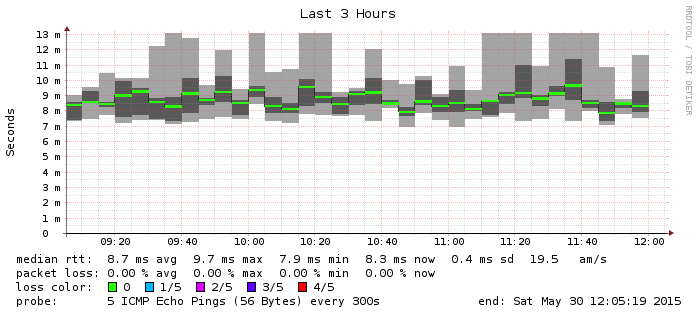 Last 3 Hours
RRDTOOL / TOBI OETIKER
Seconds
13 m
12 m
11 m
10 m
9 m
8 m
7 m
6 m
5 m
4 m
3 m
2 m
1 m
0
09:20 09:40 10:00 10:20 10:40 11:00 11:20 11:40 12:00
median rtt: 8.7 ms avg 9.7 ms max 7.9 ms min 8.3 ms now 0.4 ms sd 19.5 am/s
packet loss: 0.00 % avg 0.00 % max 0.00 % min 0.00 % now
loss color: 0 1/5 2/5 3/5 4/5
probe: 5 ICMP Echo Pings (56 Bytes) every 300s end: Sat May 30 12:05:19 2015